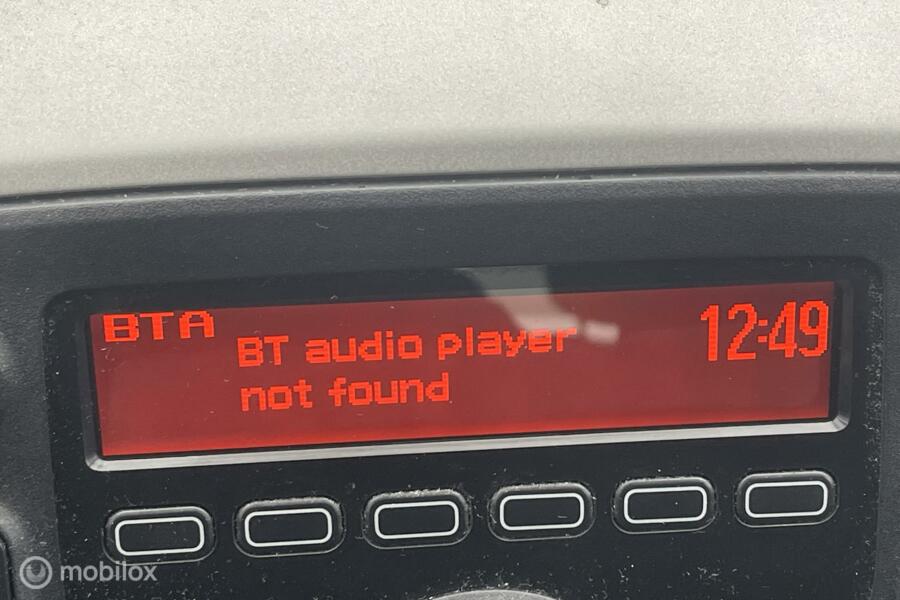 BTA
BT audio player
not found
12:49
mobilox